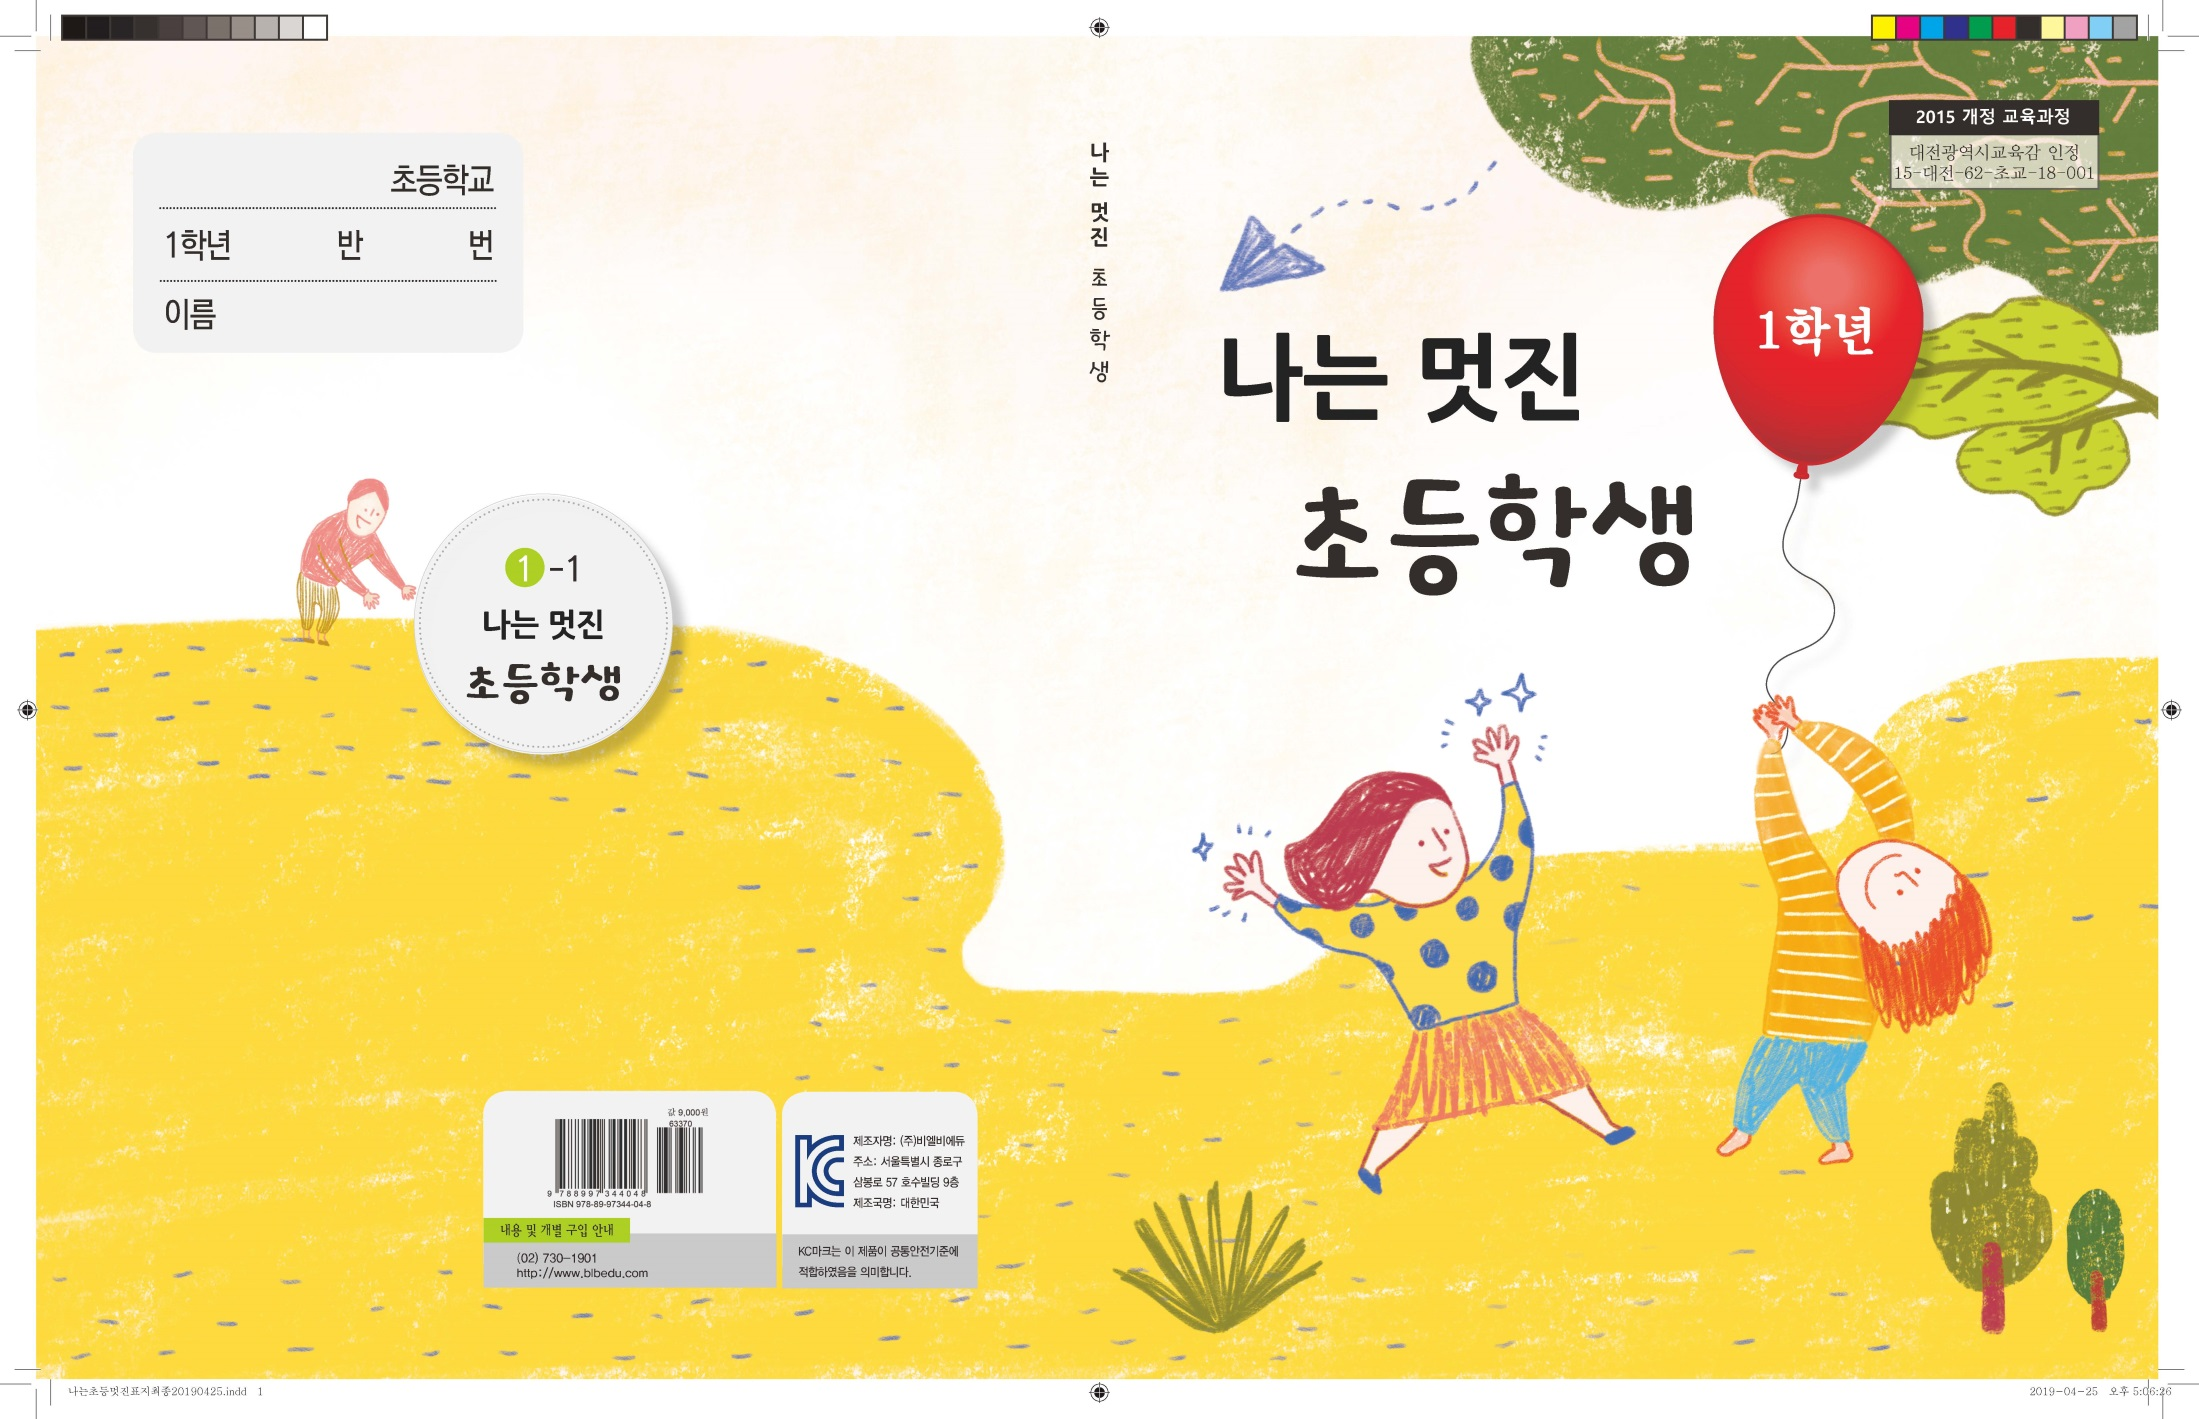 초등학교
1학년 반 번
이름
1-1
나는 멋진
초등학생
값 9,000원
63370
9 788997 344048
ISBN 978-89-97344-04-8
내용 및 개별 구입 안내
(02) 730-1901
http://www.blbedu.com
KC
제조자명: (주)비엘비에듀
주소: 서울특별시 종로구
삼봉로 57 호수빌딩 9층
제조국명: 대한민국
KC마크는 이 제품이 공통안전기준에
적합하였음을 의미합니다.
나는 멋진 초등학생
2015 개정 교육과정
대전광역시교육감 인정
15-대전-62-초교-18-001
1학년
나는 멋진
초등학생
나는초등멋진표지최종20190425.indd 1
2019-04-25 오후 5:06:26